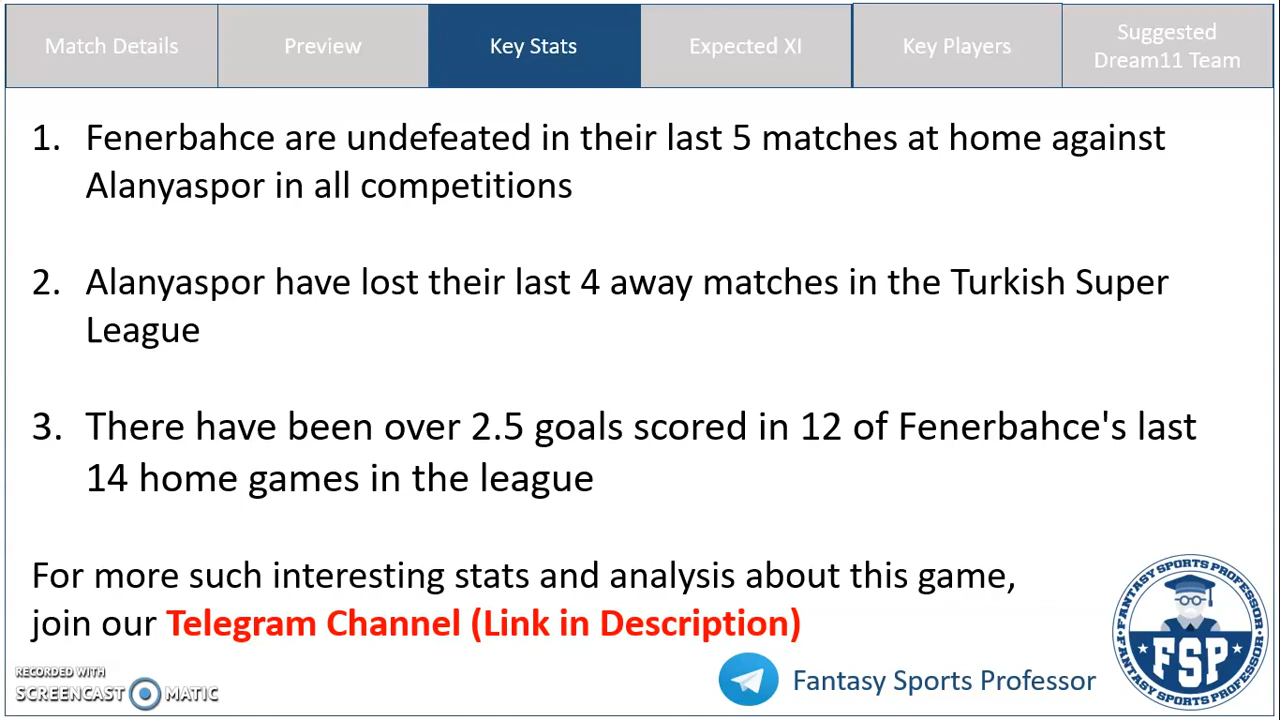 Match Details
Preview
Key Stats
Expected XI
Key Players
Suggested
Dream11 Team
1. Fenerbahce are undefeated in their last 5 matches at home against
Alanyaspor in all competitions
2. Alanyaspor have lost their last 4 away matches in the Turkish Super
League
3. There have been over 2.5 goals scored in 12 of Fenerbahce's last
14 home games in the league
For more such interesting stats and analysis about this game,
join our Telegram Channel (Link in Description)
RECORDED WITH
SCREENCAST MATIC
Fantasy Sports Professor
FANTASY SPORTS PROFESSOR
FANTASY SPORTS PROFESSOR
FSP